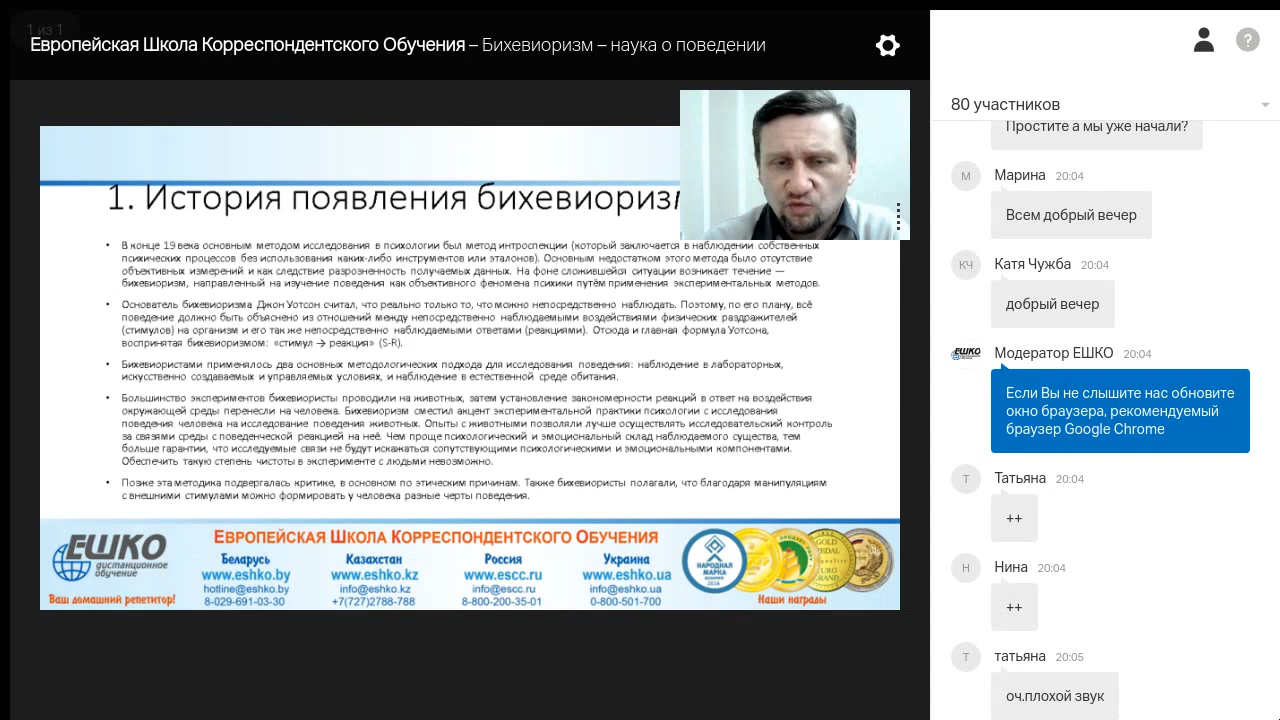 1 из 1
Европейская Школа Корреспондентского Обучения – Бихевиоризм – наука о поведении
1. История появления бихевиоризм
• В конце 19 века основным методом исследования в психологии был метод интроспекции (который заключается в наблюдении собственных
психических процессов без использования каких-либо инструментов или эталонов). Основным недостатком этого метода было отсутствие
объективных измерений и как следствие разрозненность получаемых данных. На фоне сложившейся ситуации возникает течение —
бихевиоризм, направленный на изучение поведения как объективного феномена психики путём применения экспериментальных методов.
• Основатель бихевиоризма Джон Уотсон считал, что реально только то, что можно непосредственно наблюдать. Поэтому, по его плану, всё
поведение должно быть объяснено из отношений между непосредственно наблюдаемыми воздействиями физических раздражителей
(стимулов) на организм и его так же непосредственно наблюдаемыми ответами (реакциями). Отсюда и главная формула Уотсона,
воспринятая бихевиоризмом: «стимул → реакция» (S-R).
• Бихевиористами применялось два основных методологических подхода для исследования поведения: наблюдение в лабораторных,
искусственно создаваемых и управляемых условиях, и наблюдение в естественной среде обитания.
• Большинство экспериментов бихевиористы проводили на животных, затем установление закономерности реакций в ответ на воздействия
окружающей среды перенесли на человека. Бихевиоризм сместил акцент экспериментальной практики психологии с исследования
поведения человека на исследование поведения животных. Опыты с животными позволяли лучше осуществлять исследовательский контроль
за связями среды с поведенческой реакцией на неё. Чем проще психологический и эмоциональный склад наблюдаемого существа, тем
больше гарантии, что исследуемые связи не будут искажаться сопутствующими психологическими и эмоциональными компонентами.
Обеспечить такую степень чистоты в эксперименте с людьми невозможно.
• Позже эта методика подвергалась критике, в основном по этическим причинам. Также бихевиористы полагали, что благодаря манипуляциям
с внешними стимулами можно формировать у человека разные черты поведения.
ЕШКО
дистанционное
обучение
Ваш домашний репетитор!
Европейская Школа Корреспондентского Обучения
Беларусь
www.eshko.by
hotline@eshko.by
8-029-691-03-30
Казахстан
www.eshko.kz
info@eshko.kz
+7(727)2788-788
Россия
www.escc.ru
info@escc.ru
8-800-200-35-01
Украина
www.eshko.ua
info@eshko.ua
0-800-501-700
НАРОДНАЯ
МАРКА
GOLD
MEDAL
EURO
GRAND
Наши награды
80 участников
Простите а мы уже начали?
М
Марина 20:04
Всем добрый вечер
КЧ
Катя Чужба 20:04
добрый вечер
ЕШКО
Модератор ЕШКО 20:04
Если Вы не слышите нас обновите
окно браузера, рекомендуемый
браузер Google Chrome
Т
Татьяна 20:04
++
Н
Нина 20:04
++
Т
татьяна 20:05
оч.плохой звук